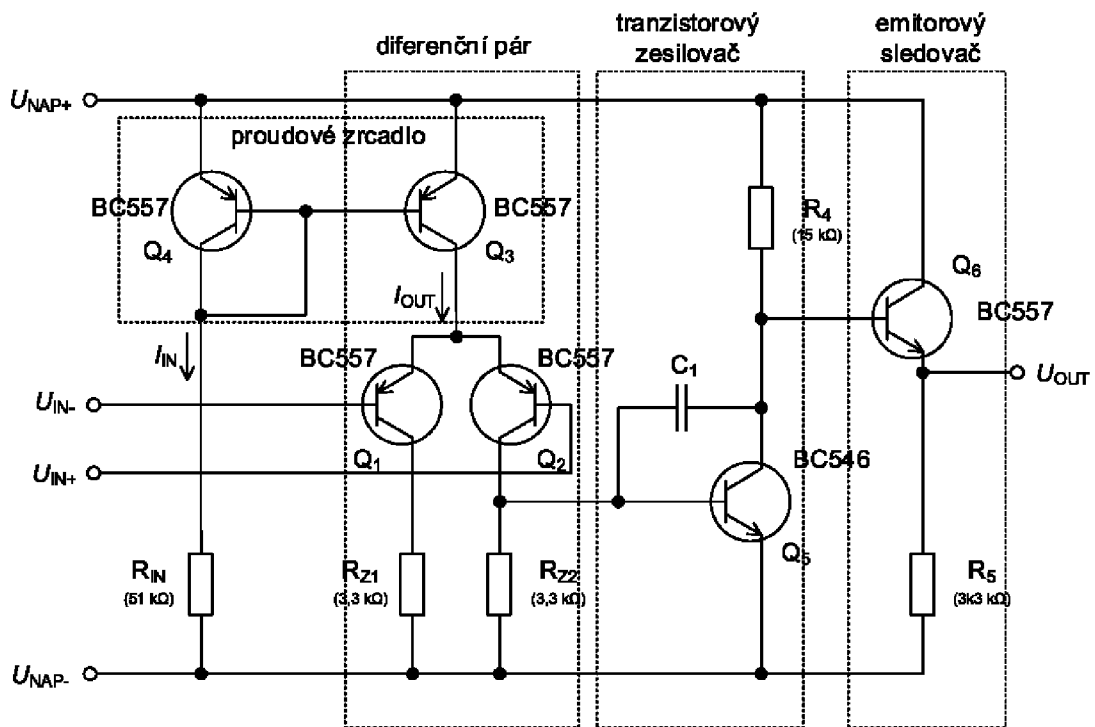 diferenční pár
tranzistorový
zesilovač
emitorový
sledovač
UNAP+
proudové zrcadlo
BC557
BC557
Q4
Q3
IOUT
IIN
R4
(15 kΩ)
Q6
BC557
BC557
BC557
C1
UOUT
UIN-
UIN+
Q1
Q2
BC546
Q5
RIN
(51 kΩ)
RZ1
(3,3 kΩ)
RZ2
(3,3 kΩ)
R5
(3k3 kΩ)
UNAP-